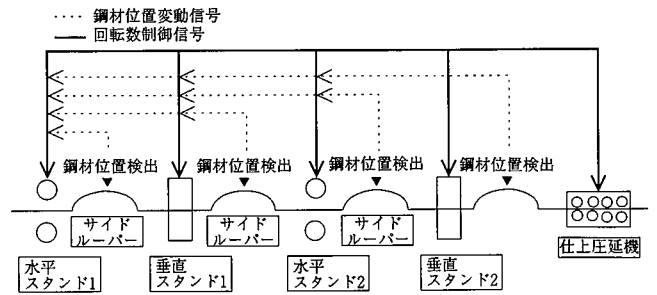 鋼材位置変動信号
回転数制御信号
鋼材位置検出
鋼材位置検出
鋼材位置検出
鋼材位置検出
サイド
ルーパー
サイド
ルーパー
サイド
ルーパー
仕上圧延機
水平
スタンド1
垂直
スタンド1
水平
スタンド2
垂直
スタンド2